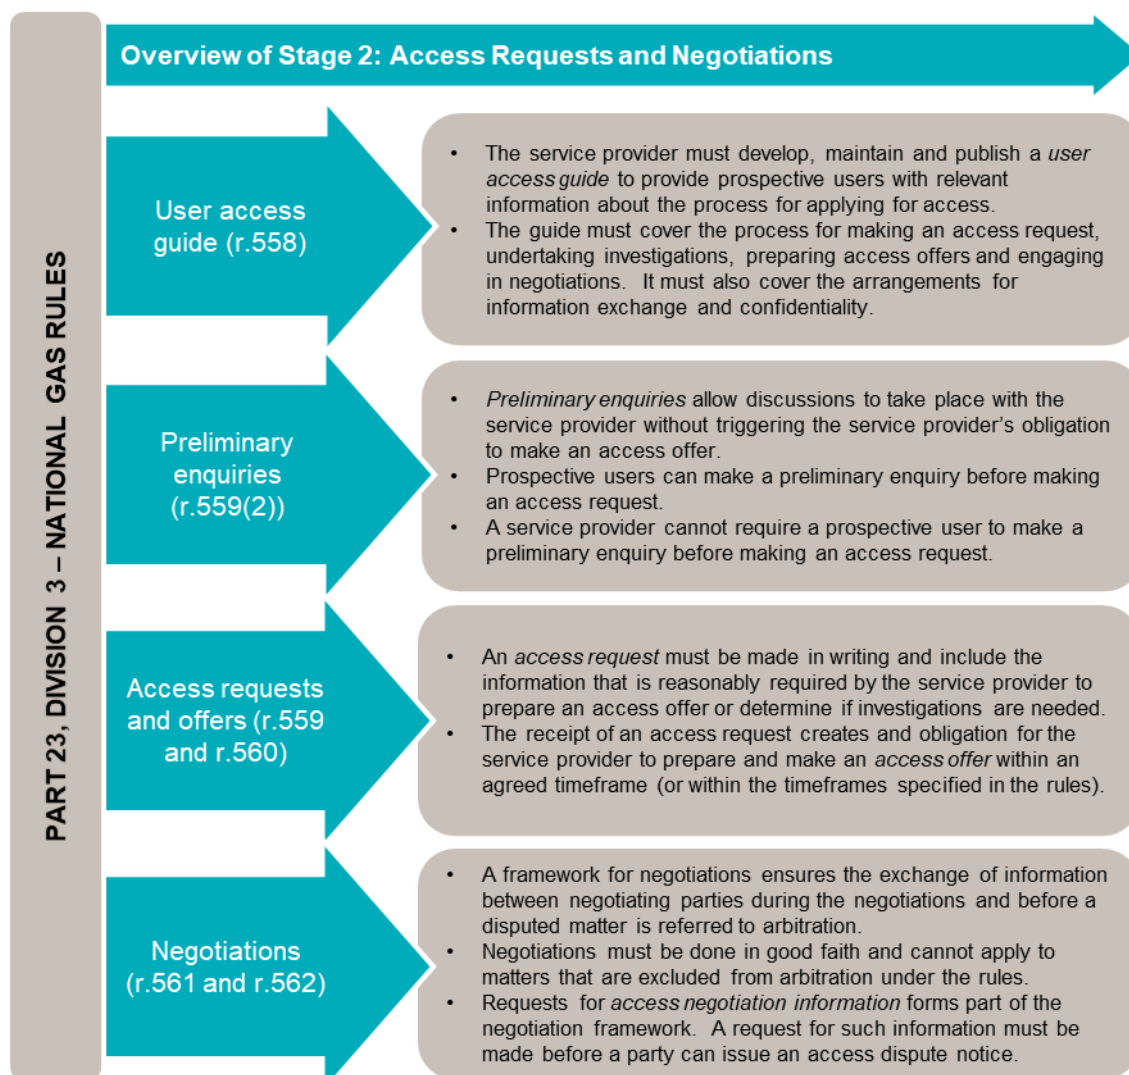 PART 23, DIVISION 3 – NATIONAL GAS RULES
Overview of Stage 2: Access Requests and Negotiations
User access
guide (r.558)
• The service provider must develop, maintain and publish a user
access guide to provide prospective users with relevant
information about the process for applying for access.
• The guide must cover the process for making an access request,
undertaking investigations, preparing access offers and engaging
in negotiations. It must also cover the arrangements for
information exchange and confidentiality.
Preliminary
enquiries
(r.559(2))
• Preliminary enquiries allow discussions to take place with the
service provider without triggering the service provider's obligation
to make an access offer.
• Prospective users can make a preliminary enquiry before making
an access request.
• A service provider cannot require a prospective user to make a
preliminary enquiry before making an access request.
Access requests
and offers (r.559
and r.560)
• An access request must be made in writing and include the
information that is reasonably required by the service provider to
prepare an access offer or determine if investigations are needed.
• The receipt of an access request creates and obligation for the
service provider to prepare and make an access offer within an
agreed timeframe (or within the timeframes specified in the rules).
Negotiations
(r.561 and r.562)
• A framework for negotiations ensures the exchange of information
between negotiating parties during the negotiations and before a
disputed matter is referred to arbitration.
• Negotiations must be done in good faith and cannot apply to
matters that are excluded from arbitration under the rules.
• Requests for access negotiation information forms part of the
negotiation framework. A request for such information must be
made before a party can issue an access dispute notice.